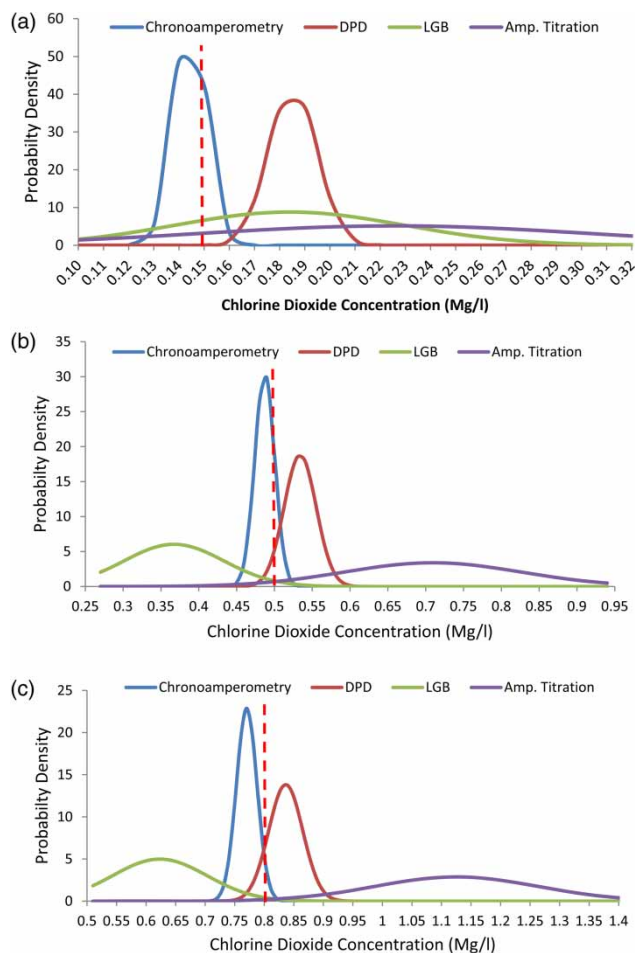 (a)
Chronoamperometry DPD LGB Amp. Titration
60
50
40
30
20
10
0
Probabilty Density
0.10 0.11 0.13 0.14 0.15 0.16 0.17 0.18 0.19 0.20 0.21 0.22 0.24 0.25 0.26 0.27 0.28 0.29 0.30 0.31 0.32
Chlorine Dioxide Concentration (Mg/l)
(b)
Chronoamperometry DPD LGB Amp. Titration
35
30
25
20
15
10
5
0
Probabilty Density
0.25 0.3 0.35 0.4 0.45 0.5 0.55 0.6 0.65 0.7 0.75 0.8 0.85 0.9 0.95
Chlorine Dioxide Concentration (Mg/l)
(c)
Chronoamperometry DPD LGB Amp. Titration
25
20
15
10
5
0
Probability Density
0.5 0.55 0.6 0.65 0.7 0.75 0.8 0.85 0.9 0.95 1 1.05 1.1 1.15 1.2 1.25 1.3 1.35 1.4
Chlorine Dioxide Concentration (Mg/l)